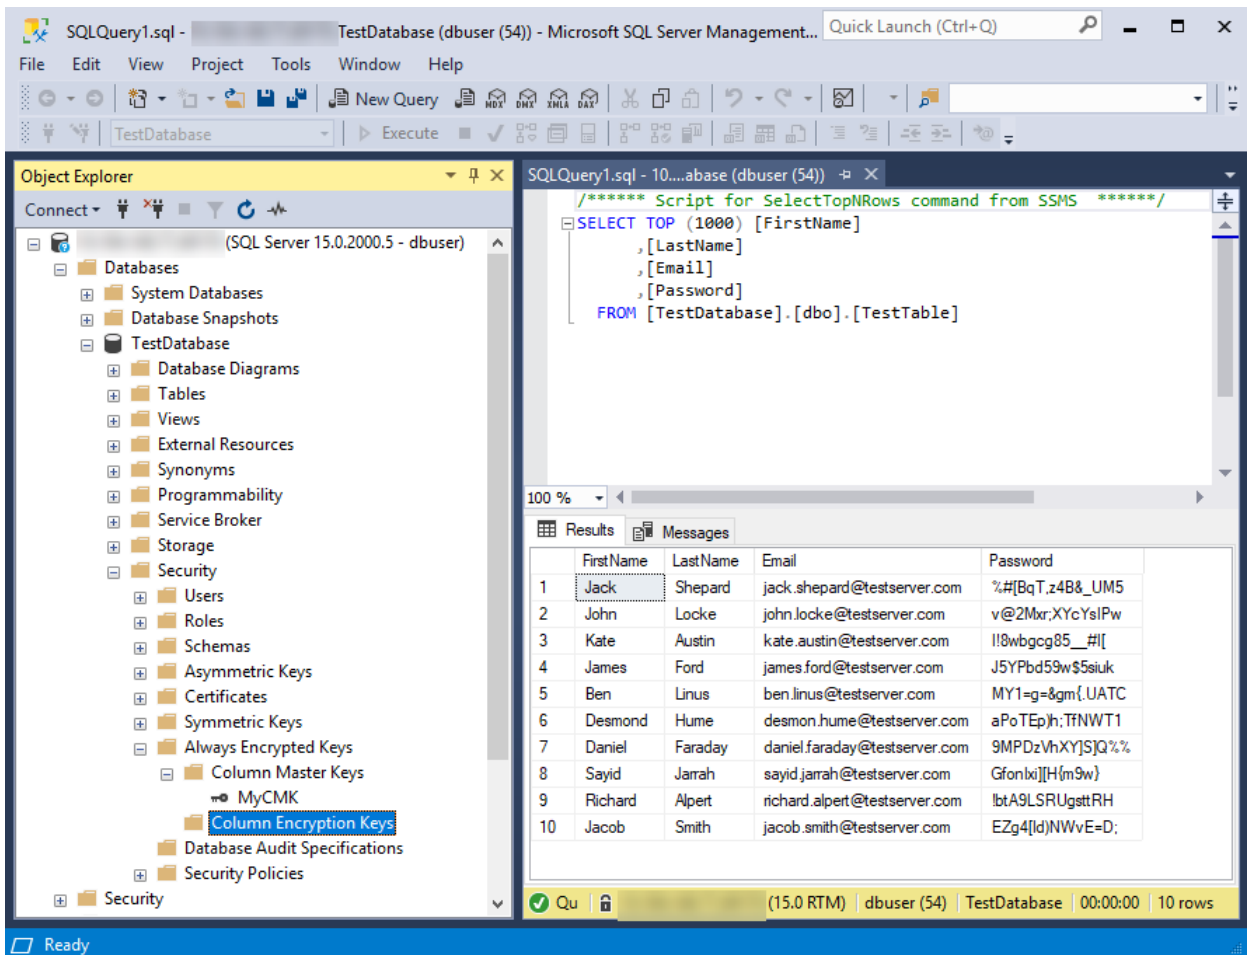 SQLQuery1.sql - TestDatabase (dbuser (54)) - Microsoft SQL Server Management...
Quick Launch (Ctrl+Q)
File Edit View Project Tools Window Help
New Query MDX DMX XMLA DAX
TestDatabase Execute
Object Explorer
Connect
(SQL Server 15.0.2000.5 - dbuser)
Databases
System Databases
Database Snapshots
TestDatabase
Database Diagrams
Tables
Views
External Resources
Synonyms
Programmability
Service Broker
Storage
Security
Users
Roles
Schemas
Asymmetric Keys
Certificates
Symmetric Keys
Always Encrypted Keys
Column Master Keys
MyCMK
Column Encryption Keys
Database Audit Specifications
Security Policies
Security
SQLQuery1.sql - 10....abase (dbuser (54))
/****** Script for SelectTopNRows command from SSMS ******/
SELECT TOP (1000) [FirstName]
,[LastName]
,[Email]
,[Password]
FROM [TestDatabase].[dbo].[TestTable]
100 %
Results Messages
FirstName LastName Email Password
1 Jack Shepard jack.shepard@testserver.com %#[BqT,z4B&_UM5
2 John Locke john.locke@testserver.com v@2Mxr;XYcYsIPw
3 Kate Austin kate.austin@testserver.com I!8wbgcg85__#I[
4 James Ford james.ford@testserver.com J5YPbd59w$5siuk
5 Ben Linus ben.linus@testserver.com MY1=g=&gm{.UATC
6 Desmond Hume desmon.hume@testserver.com aPoTEp)h;TfNWT1
7 Daniel Faraday daniel.faraday@testserver.com 9MPDzVhXY]S]Q%%
8 Sayid Jarrah sayid.jarrah@testserver.com Gfonlxi][H{m9w}
9 Richard Alpert richard.alpert@testserver.com !btA9LSRUgsttRH
10 Jacob Smith jacob.smith@testserver.com EZg4[ld)NWvE=D;
Qu (15.0 RTM) dbuser (54) TestDatabase 00:00:00 10 rows
Ready